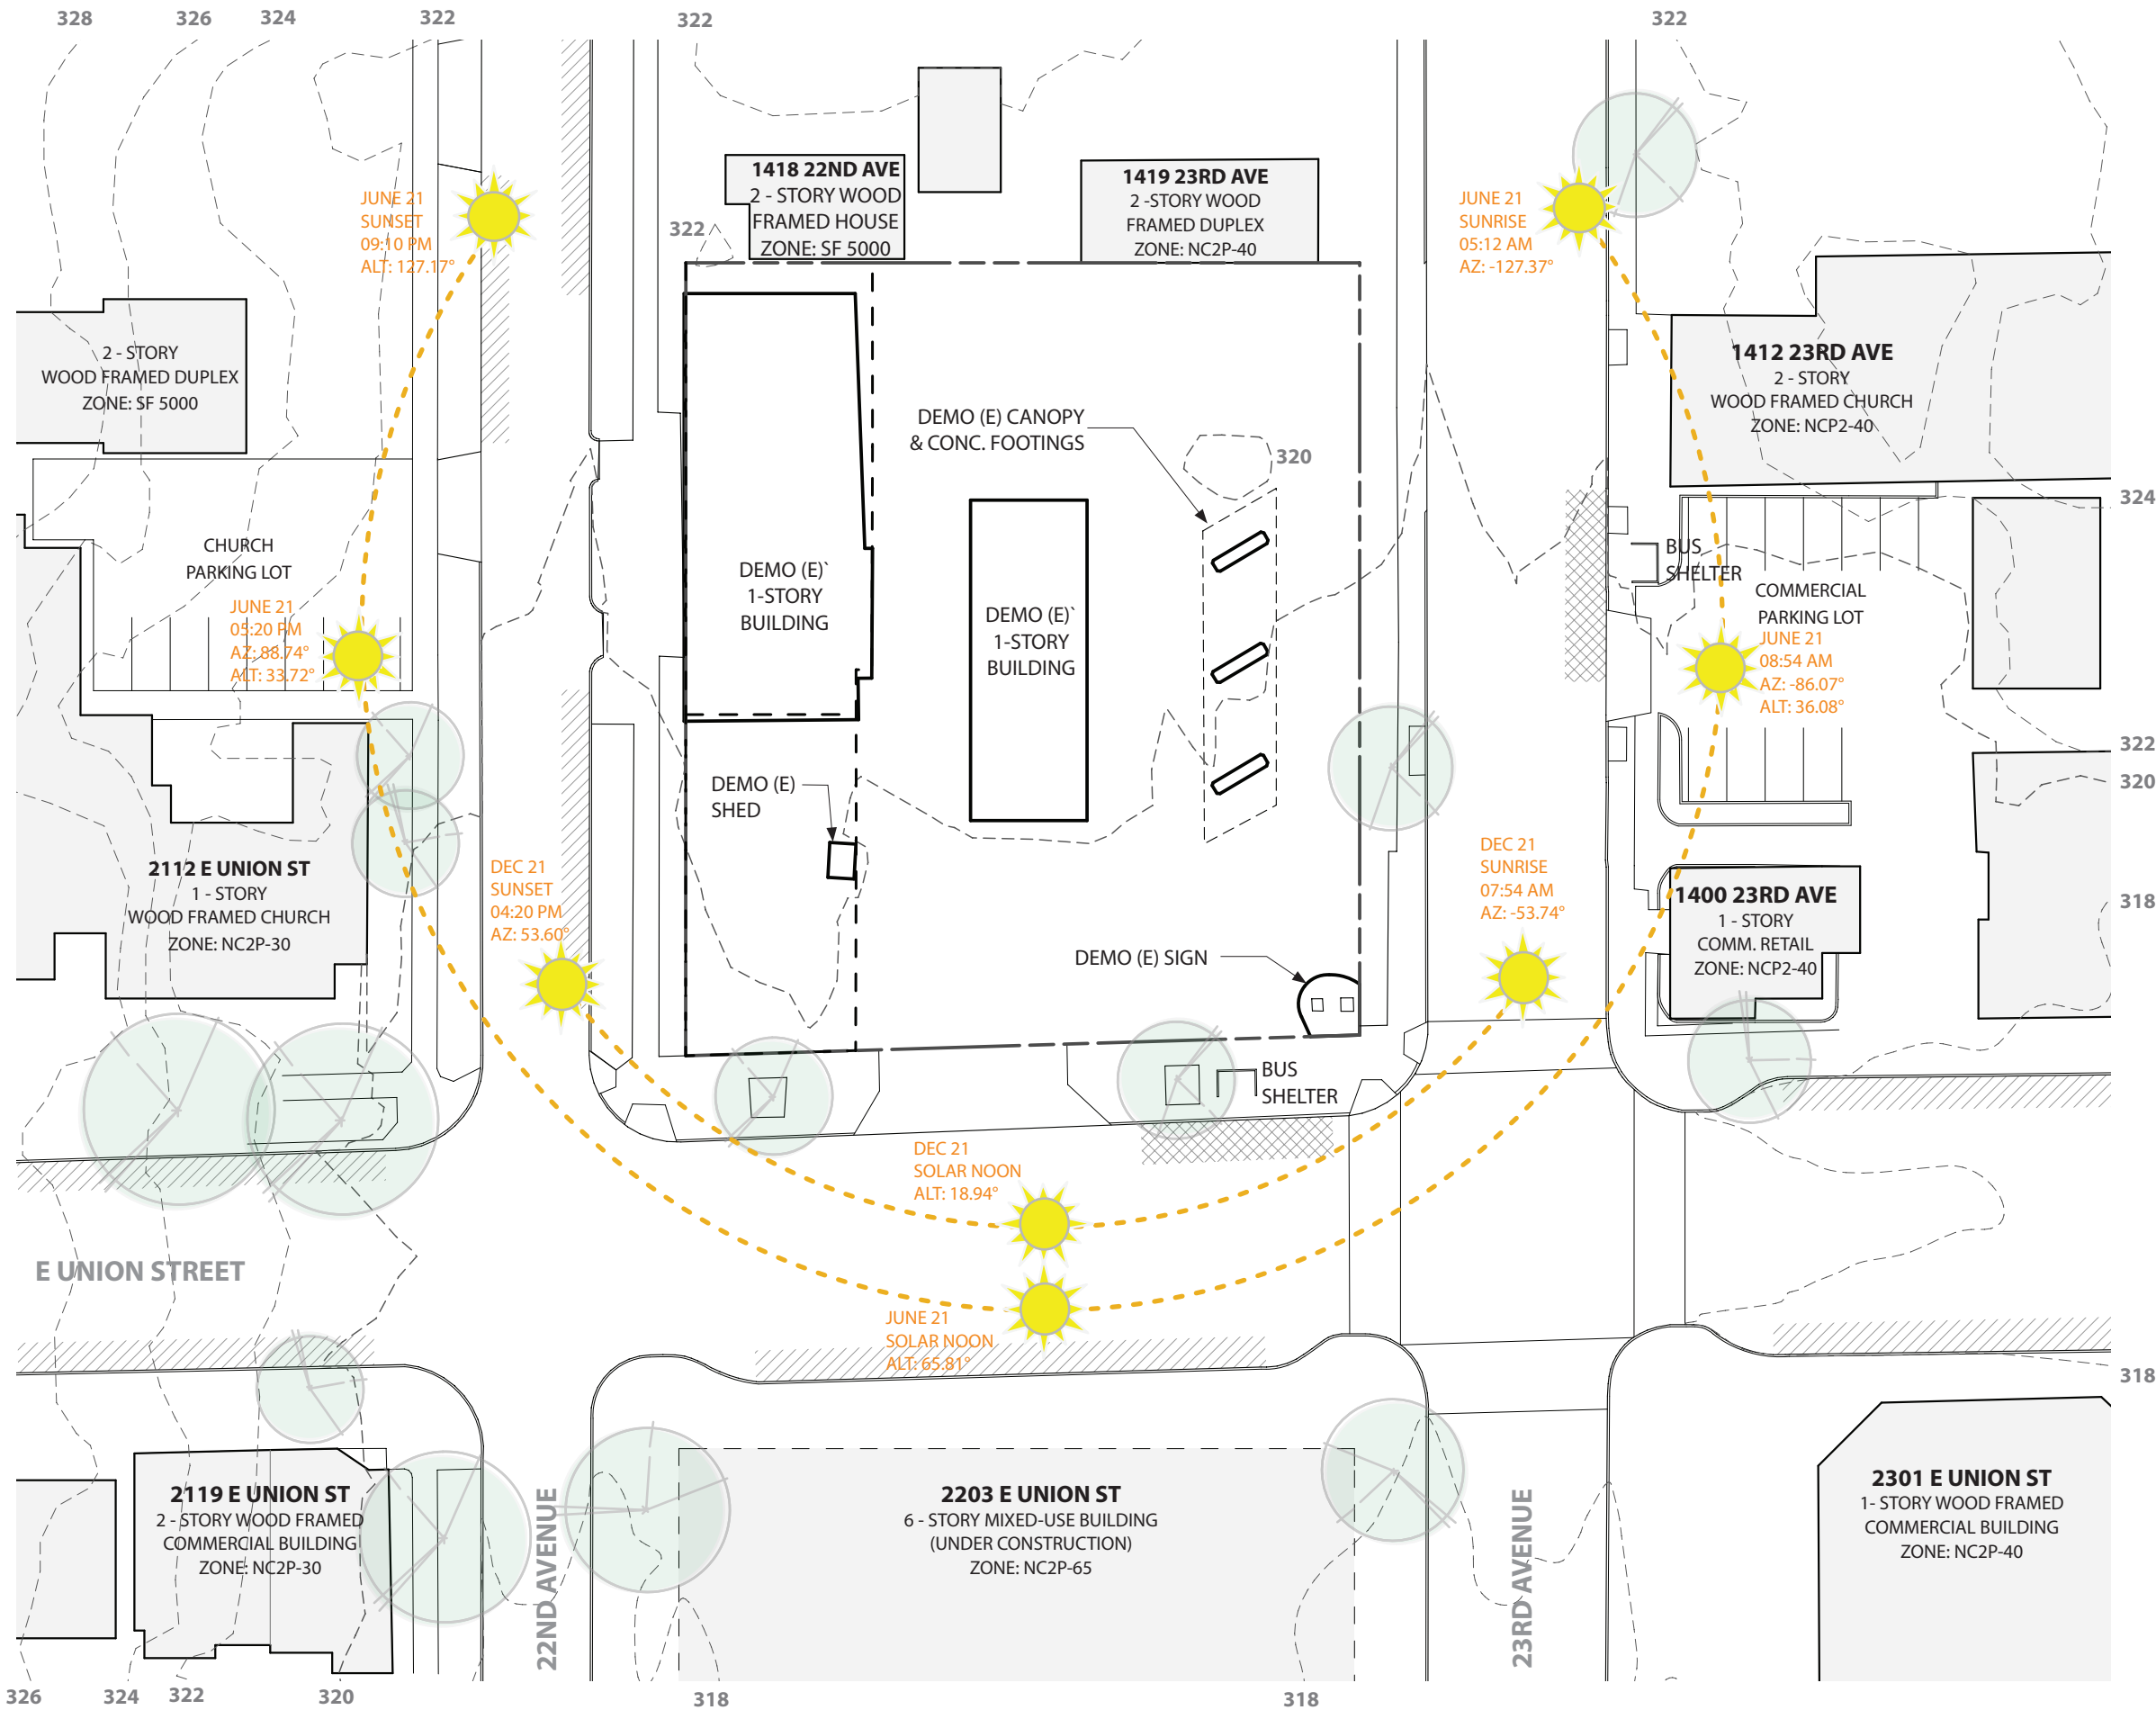 328
326
324
322
322
322
JUNE 21
SUNSET
09:10 PM
ALT: 127.17°
1418 22ND AVE
2 - STORY WOOD
FRAMED HOUSE
ZONE: SF 5000
322
1419 23RD AVE
2 -STORY WOOD
FRAMED DUPLEX
ZONE: NC2P-40
JUNE 21
SUNRISE
05:12 AM
AZ: -127.37°
2 - STORY
WOOD FRAMED DUPLEX
ZONE: SF 5000
1412 23RD AVE
2 - STORY
WOOD FRAMED CHURCH
ZONE: NCP2-40
DEMO (E) CANOPY
& CONC. FOOTINGS
320
324
CHURCH
PARKING LOT
BUS
SHELTER
COMMERCIAL
PARKING LOT
DEMO (E)`
1-STORY
BUILDING
DEMO (E)`
1-STORY
BUILDING
JUNE 21
05:20 PM
AZ: 88.74°
ALT: 33.72°
JUNE 21
08:54 AM
AZ: -86.07°
ALT: 36.08°
322
320
DEMO (E)
SHED
2112 E UNION ST
1 - STORY
WOOD FRAMED CHURCH
ZONE: NC2P-30
DEC 21
SUNSET
04:20 PM
AZ: 53.60°
DEC 21
SUNRISE
07:54 AM
AZ: -53.74°
1400 23RD AVE
1 - STORY
COMM. RETAIL
ZONE: NCP2-40
318
DEMO (E) SIGN
BUS
SHELTER
DEC 21
SOLAR NOON
ALT: 18.94°
E UNION STREET
JUNE 21
SOLAR NOON
ALT: 65.81°
318
2119 E UNION ST
2 - STORY WOOD FRAMED
COMMERCIAL BUILDING
ZONE: NC2P-30
22ND AVENUE
2203 E UNION ST
6 - STORY MIXED-USE BUILDING
(UNDER CONSTRUCTION)
ZONE: NC2P-65
23RD AVENUE
2301 E UNION ST
1- STORY WOOD FRAMED
COMMERCIAL BUILDING
ZONE: NC2P-40
326
324
322
320
318
318